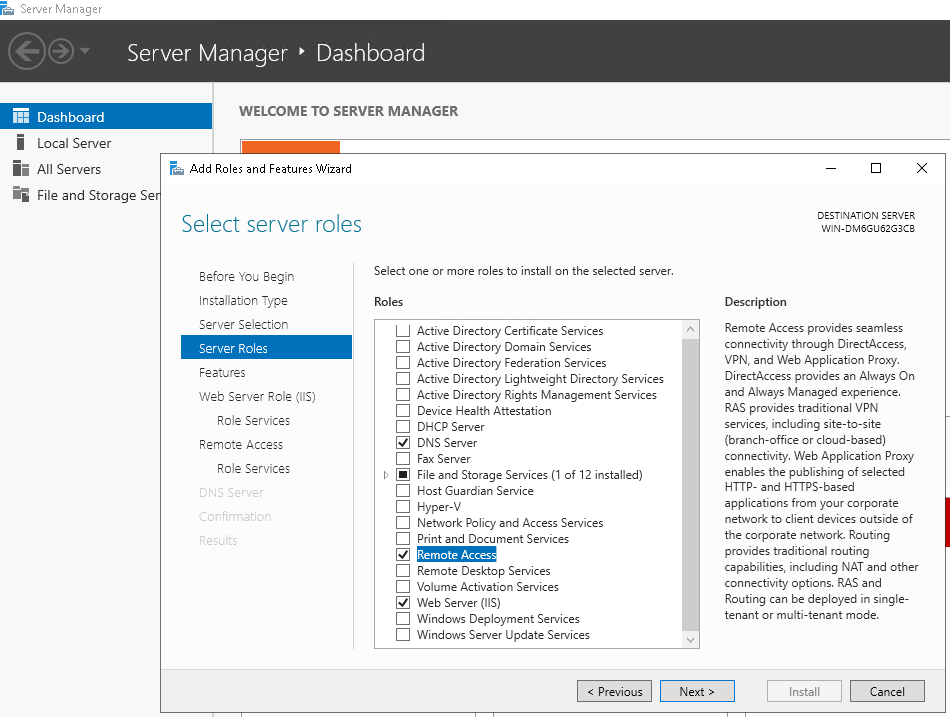 Server Manager
Server Manager ‣ Dashboard
Dashboard
Local Server
All Servers
File and Storage Ser
WELCOME TO SERVER MANAGER
Add Roles and Features Wizard
Select server roles
DESTINATION SERVER
WIN-DM6GU62G3CB
Before You Begin
Installation Type
Server Selection
Server Roles
Features
Web Server Role (IIS)
Role Services
Remote Access
Role Services
DNS Server
Confirmation
Results
Select one or more roles to install on the selected server.
Roles
Active Directory Certificate Services
Active Directory Domain Services
Active Directory Federation Services
Active Directory Lightweight Directory Services
Active Directory Rights Management Services
Device Health Attestation
DHCP Server
DNS Server
Fax Server
File and Storage Services (1 of 12 installed)
Host Guardian Service
Hyper-V
Network Policy and Access Services
Print and Document Services
Remote Access
Remote Desktop Services
Volume Activation Services
Web Server (IIS)
Windows Deployment Services
Windows Server Update Services
Description
Remote Access provides seamless
connectivity through DirectAccess,
VPN, and Web Application Proxy.
DirectAccess provides an Always On
and Always Managed experience.
RAS provides traditional VPN
services, including site-to-site
(branch-office or cloud-based)
connectivity. Web Application Proxy
enables the publishing of selected
HTTP- and HTTPS-based
applications from your corporate
network to client devices outside of
the corporate network. Routing
provides traditional routing
capabilities, including NAT and other
connectivity options. RAS and
Routing can be deployed in single-
tenant or multi-tenant mode.
< Previous
Next >
Install
Cancel